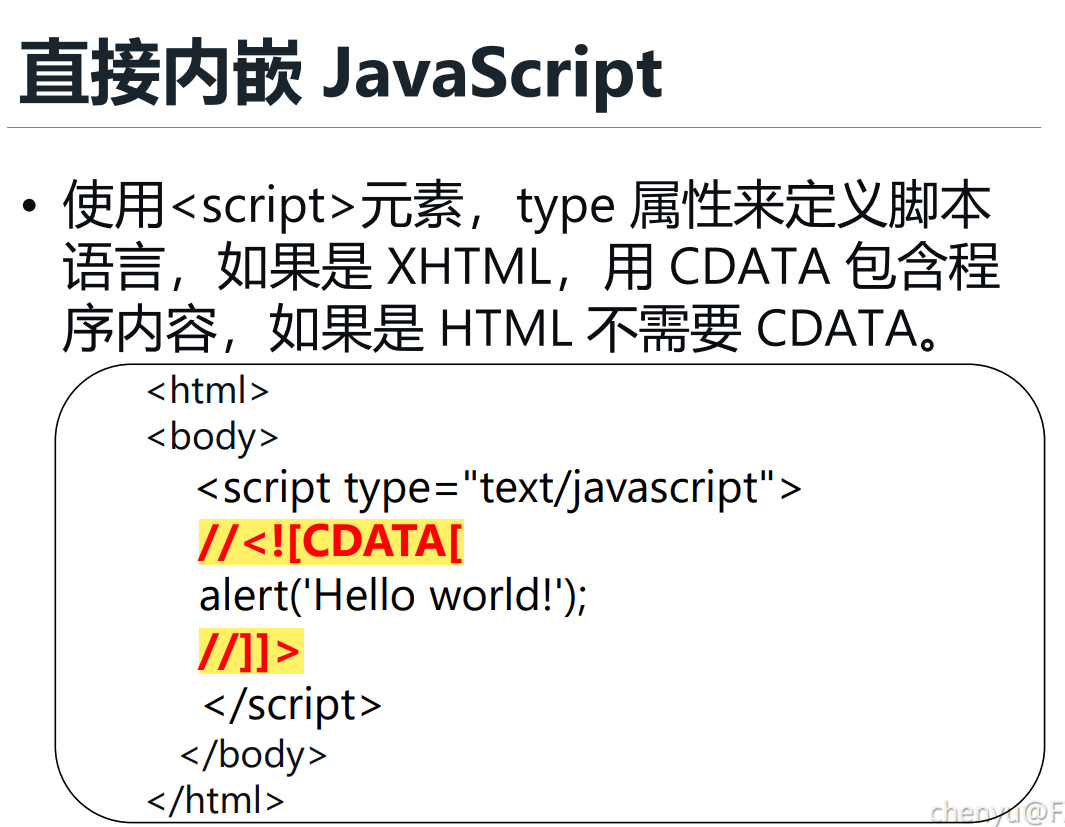 直接内嵌 JavaScript
• 使用<script>元素，type 属性来定义脚本
语言，如果是 XHTML，用 CDATA 包含程
序内容，如果是 HTML 不需要 CDATA。
<html>
<body>
<script type="text/javascript">
//<![CDATA[
alert('Hello world!');
//]]>
</script>
</body>
</html>
chenyu@F